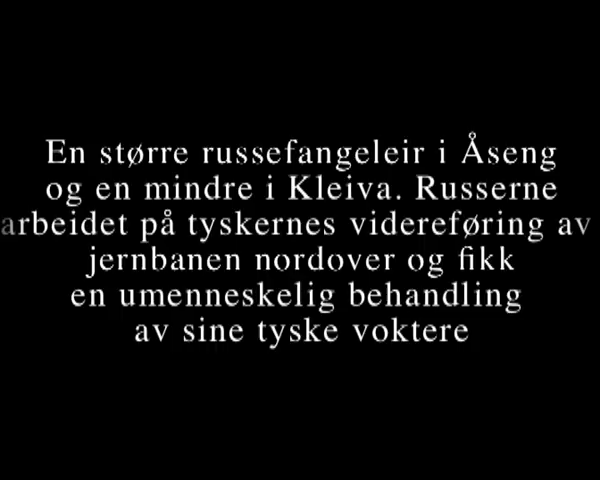 En større russefangeleir i Åseng
og en mindre i Kleiva. Russerne
arbeidet på tyskernes videreføring av
jernbanen nordover og fikk
en umenneskelig behandling
av sine tyske voktere